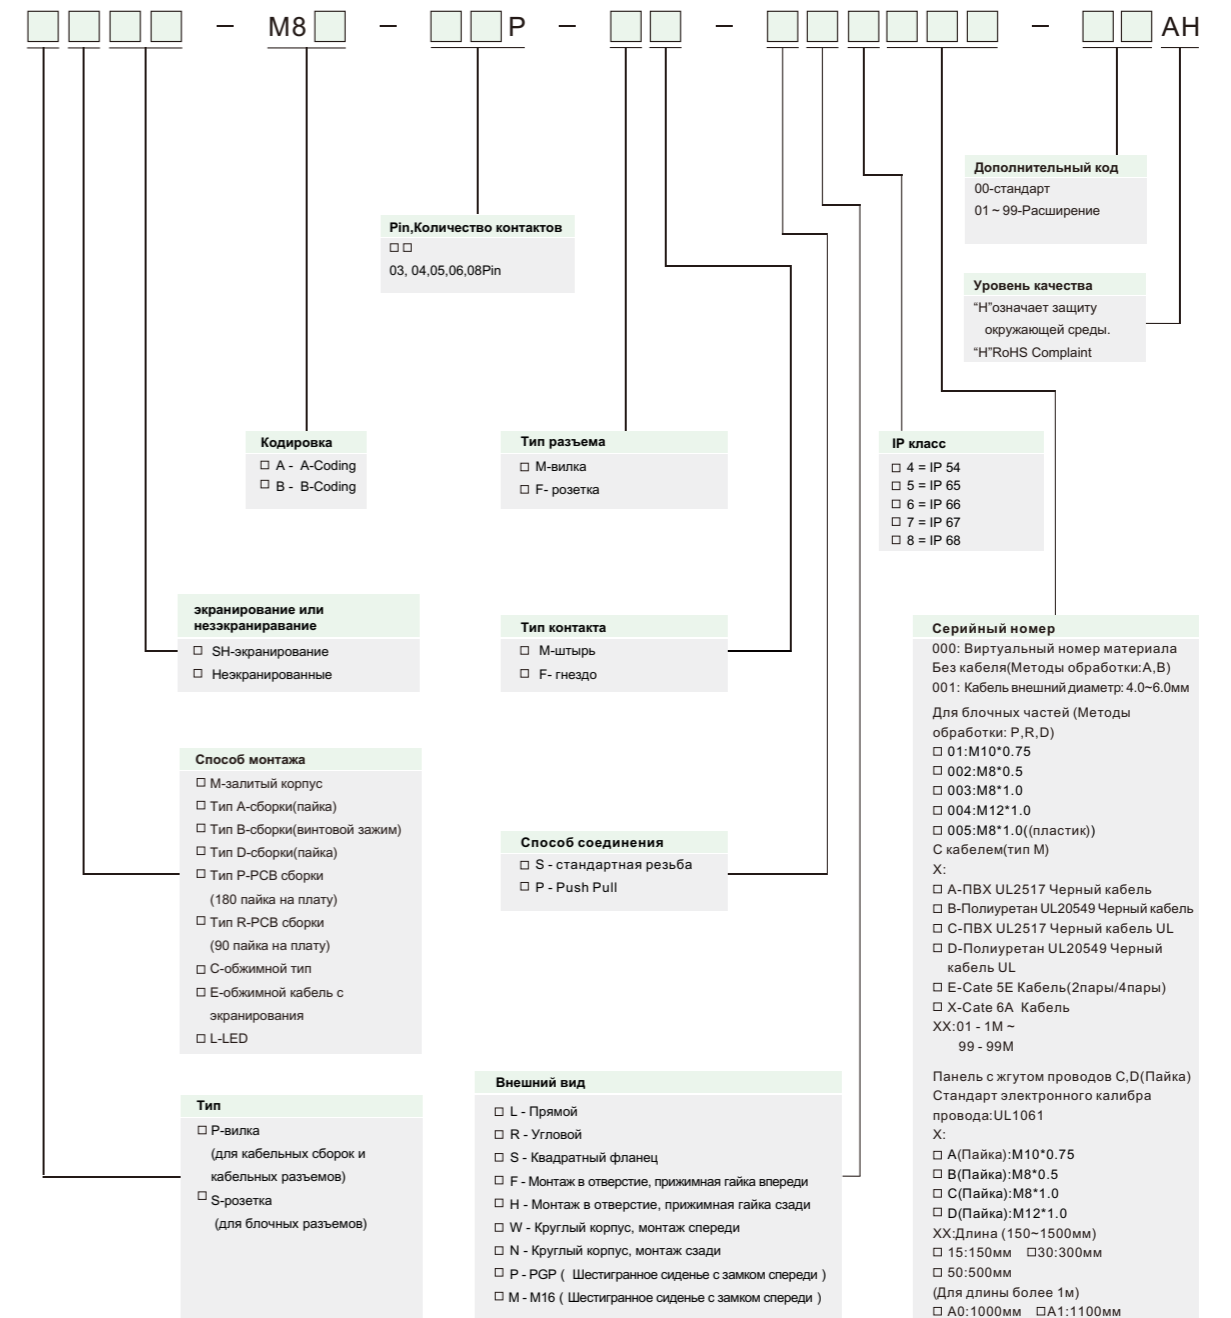 – M8 – P – – – AH
Дополнительный код
00-стандарт
01 ~ 99-Расширение
Pin,Количество контактов
□ □
03, 04,05,06,08Pin
Уровень качества
“H”означает защиту
окружающей среды.
“H”RoHS Complaint
Кодировка
□ A - A-Coding
□ B - B-Coding
Тип разъема
□ M-вилка
□ F- розетка
IP класс
□ 4 = IP 54
□ 5 = IP 65
□ 6 = IP 66
□ 7 = IP 67
□ 8 = IP 68
экранирование или
незэкранираване
□ SH-экранирование
□ Неэкранированные
Тип контакта
□ М-штырь
□ F- гнездо
Способ монтажа
□ М-залитый корпус
□ Тип А-сборки(пайка)
□ Тип В-сборки(винтовой зажим)
□ Тип D-сборки(пайка)
□ Тип P-PCB сборки
(180 пайка на плату)
□ Тип R-PCB сборки
(90 пайка на плату)
□ С-обжимной тип
□ Е-обжимной кабель с
экранирования
□ L-LED
Способ соединения
□ S - стандартная резьба
□ P - Push Pull
Серийный номер
000: Виртуальный номер материала
Без кабеля(Методы обработки:A,B)
001: Кабель внешний диаметр: 4.0~6.0мм
Для блочных частей (Методы
обработки: P,R,D)
□ 01:M10*0.75
□ 002:M8*0.5
□ 003:M8*1.0
□ 004:M12*1.0
□ 005:M8*1.0((пластик))
С кабелем(тип М)
X:
□ A-ПВХ UL2517 Черный кабель
□ B-Полиуретан UL20549 Черный кабель
□ C-ПВХ UL2517 Черный кабель UL
□ D-Полиуретан UL20549 Черный
кабель UL
□ E-Cate 5E Кабель(2пары/4пары)
□ X-Cate 6A Кабель
XX:01 - 1M ~
99 - 99M
Панель с жгутом проводов C,D(Пайка)
Стандарт электронного калибра
провода:UL1061
X:
□ A(Пайка):M10*0.75
□ B(Пайка):M8*0.5
□ C(Пайка):M8*1.0
□ D(Пайка):M12*1.0
XX:Длина (150~1500мм)
□ 15:150мм □30:300мм
□ 50:500мм
(Для длины более 1м)
□ A0:1000мм □A1:1100мм
Тип
□ Р-вилка
(для кабельных сборок и
кабельных разъемов)
□ S-розетка
(для блочных разъемов)
Внешний вид
□ L - Прямой
□ R - Угловой
□ S - Квадратный фланец
□ F - Монтаж в отверстие, прижимная гайка впереди
□ H - Монтаж в отверстие, прижимная гайка сзади
□ W - Круглый корпус, монтаж спереди
□ N - Круглый корпус, монтаж сзади
□ P - PGP ( Шестигранное сиденье с замком спереди )
□ M - M16 ( Шестигранное сиденье с замком спереди )